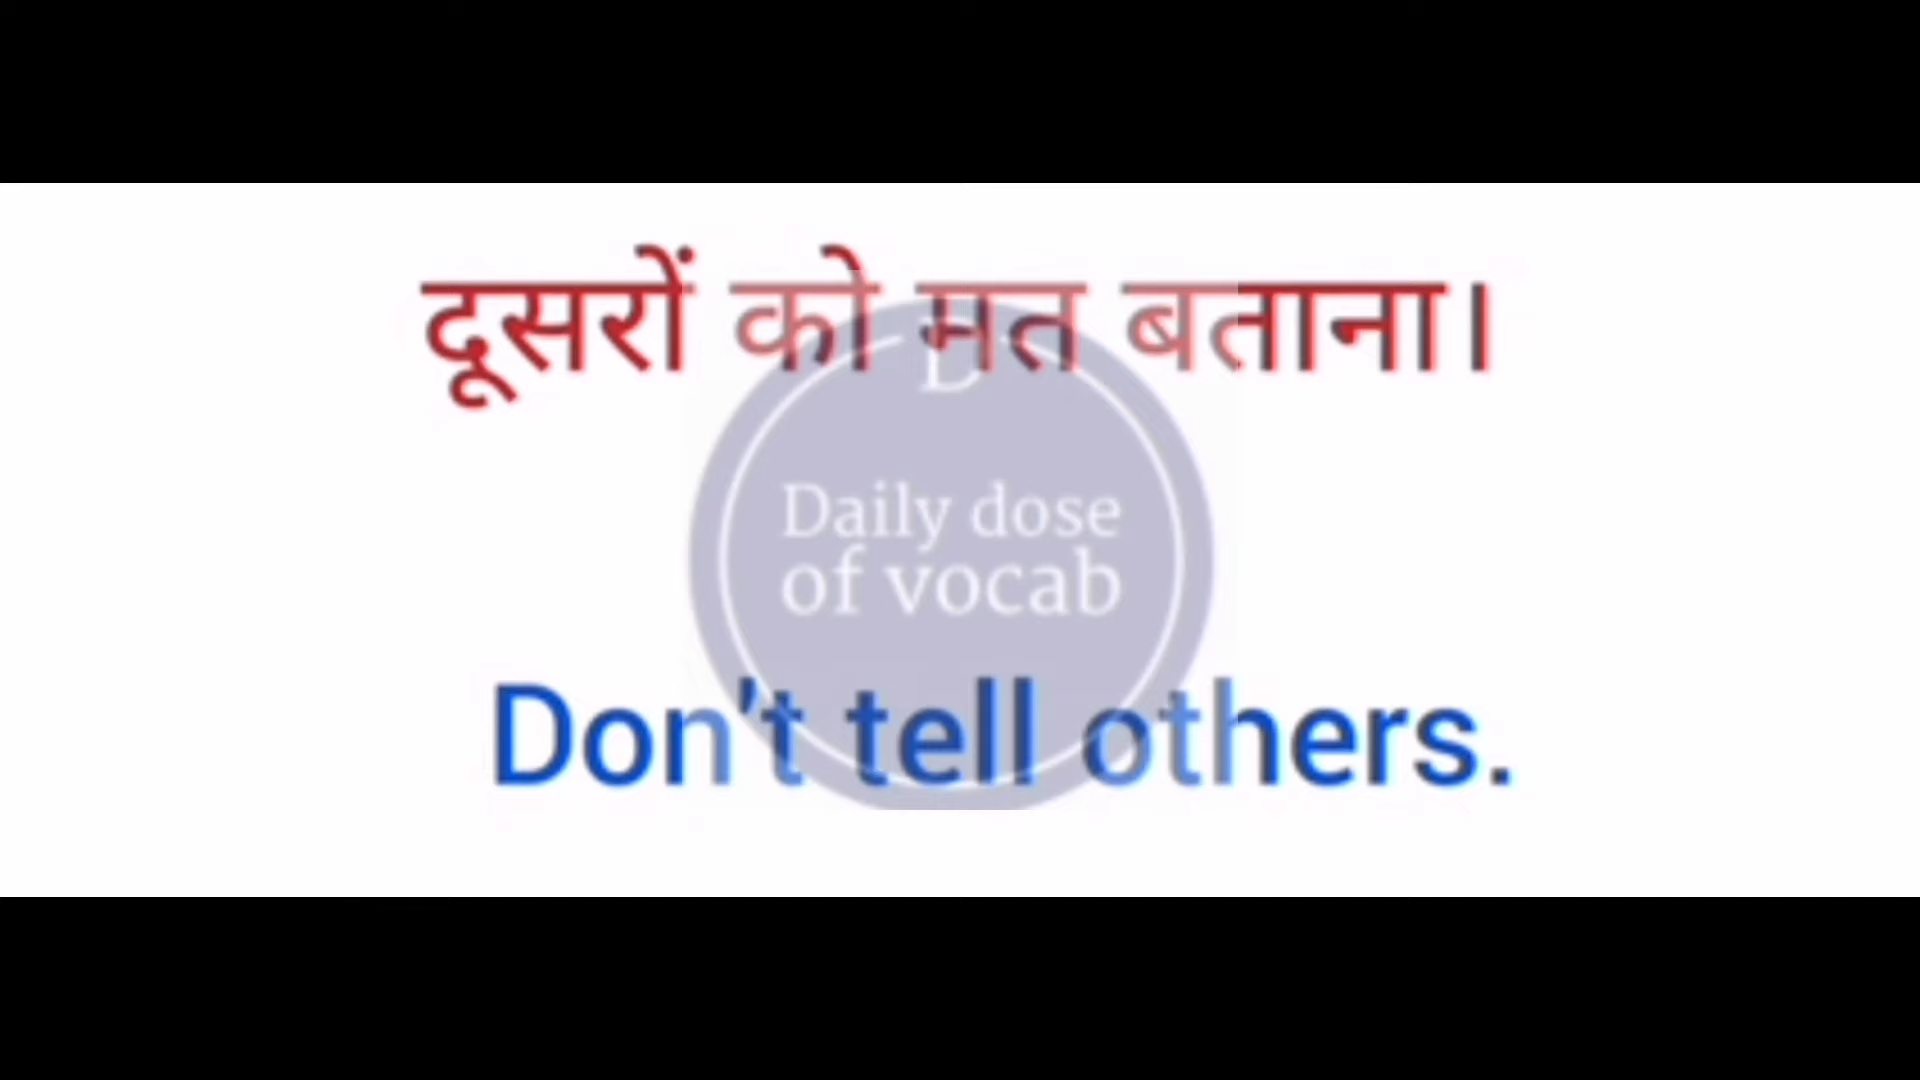 दूसरों को मत बताना।
D
Daily dose
of vocab
Don't tell others.